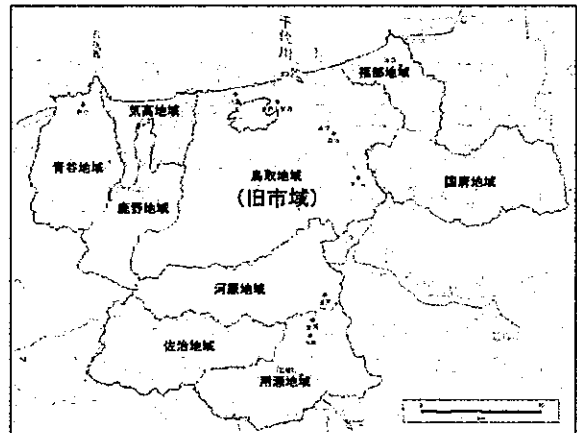 千代川
福部地域
気高地域
青谷地域
鳥取地域
(旧市域)
国府地域
鹿野地域
河原地域
佐治地域
用瀬地域